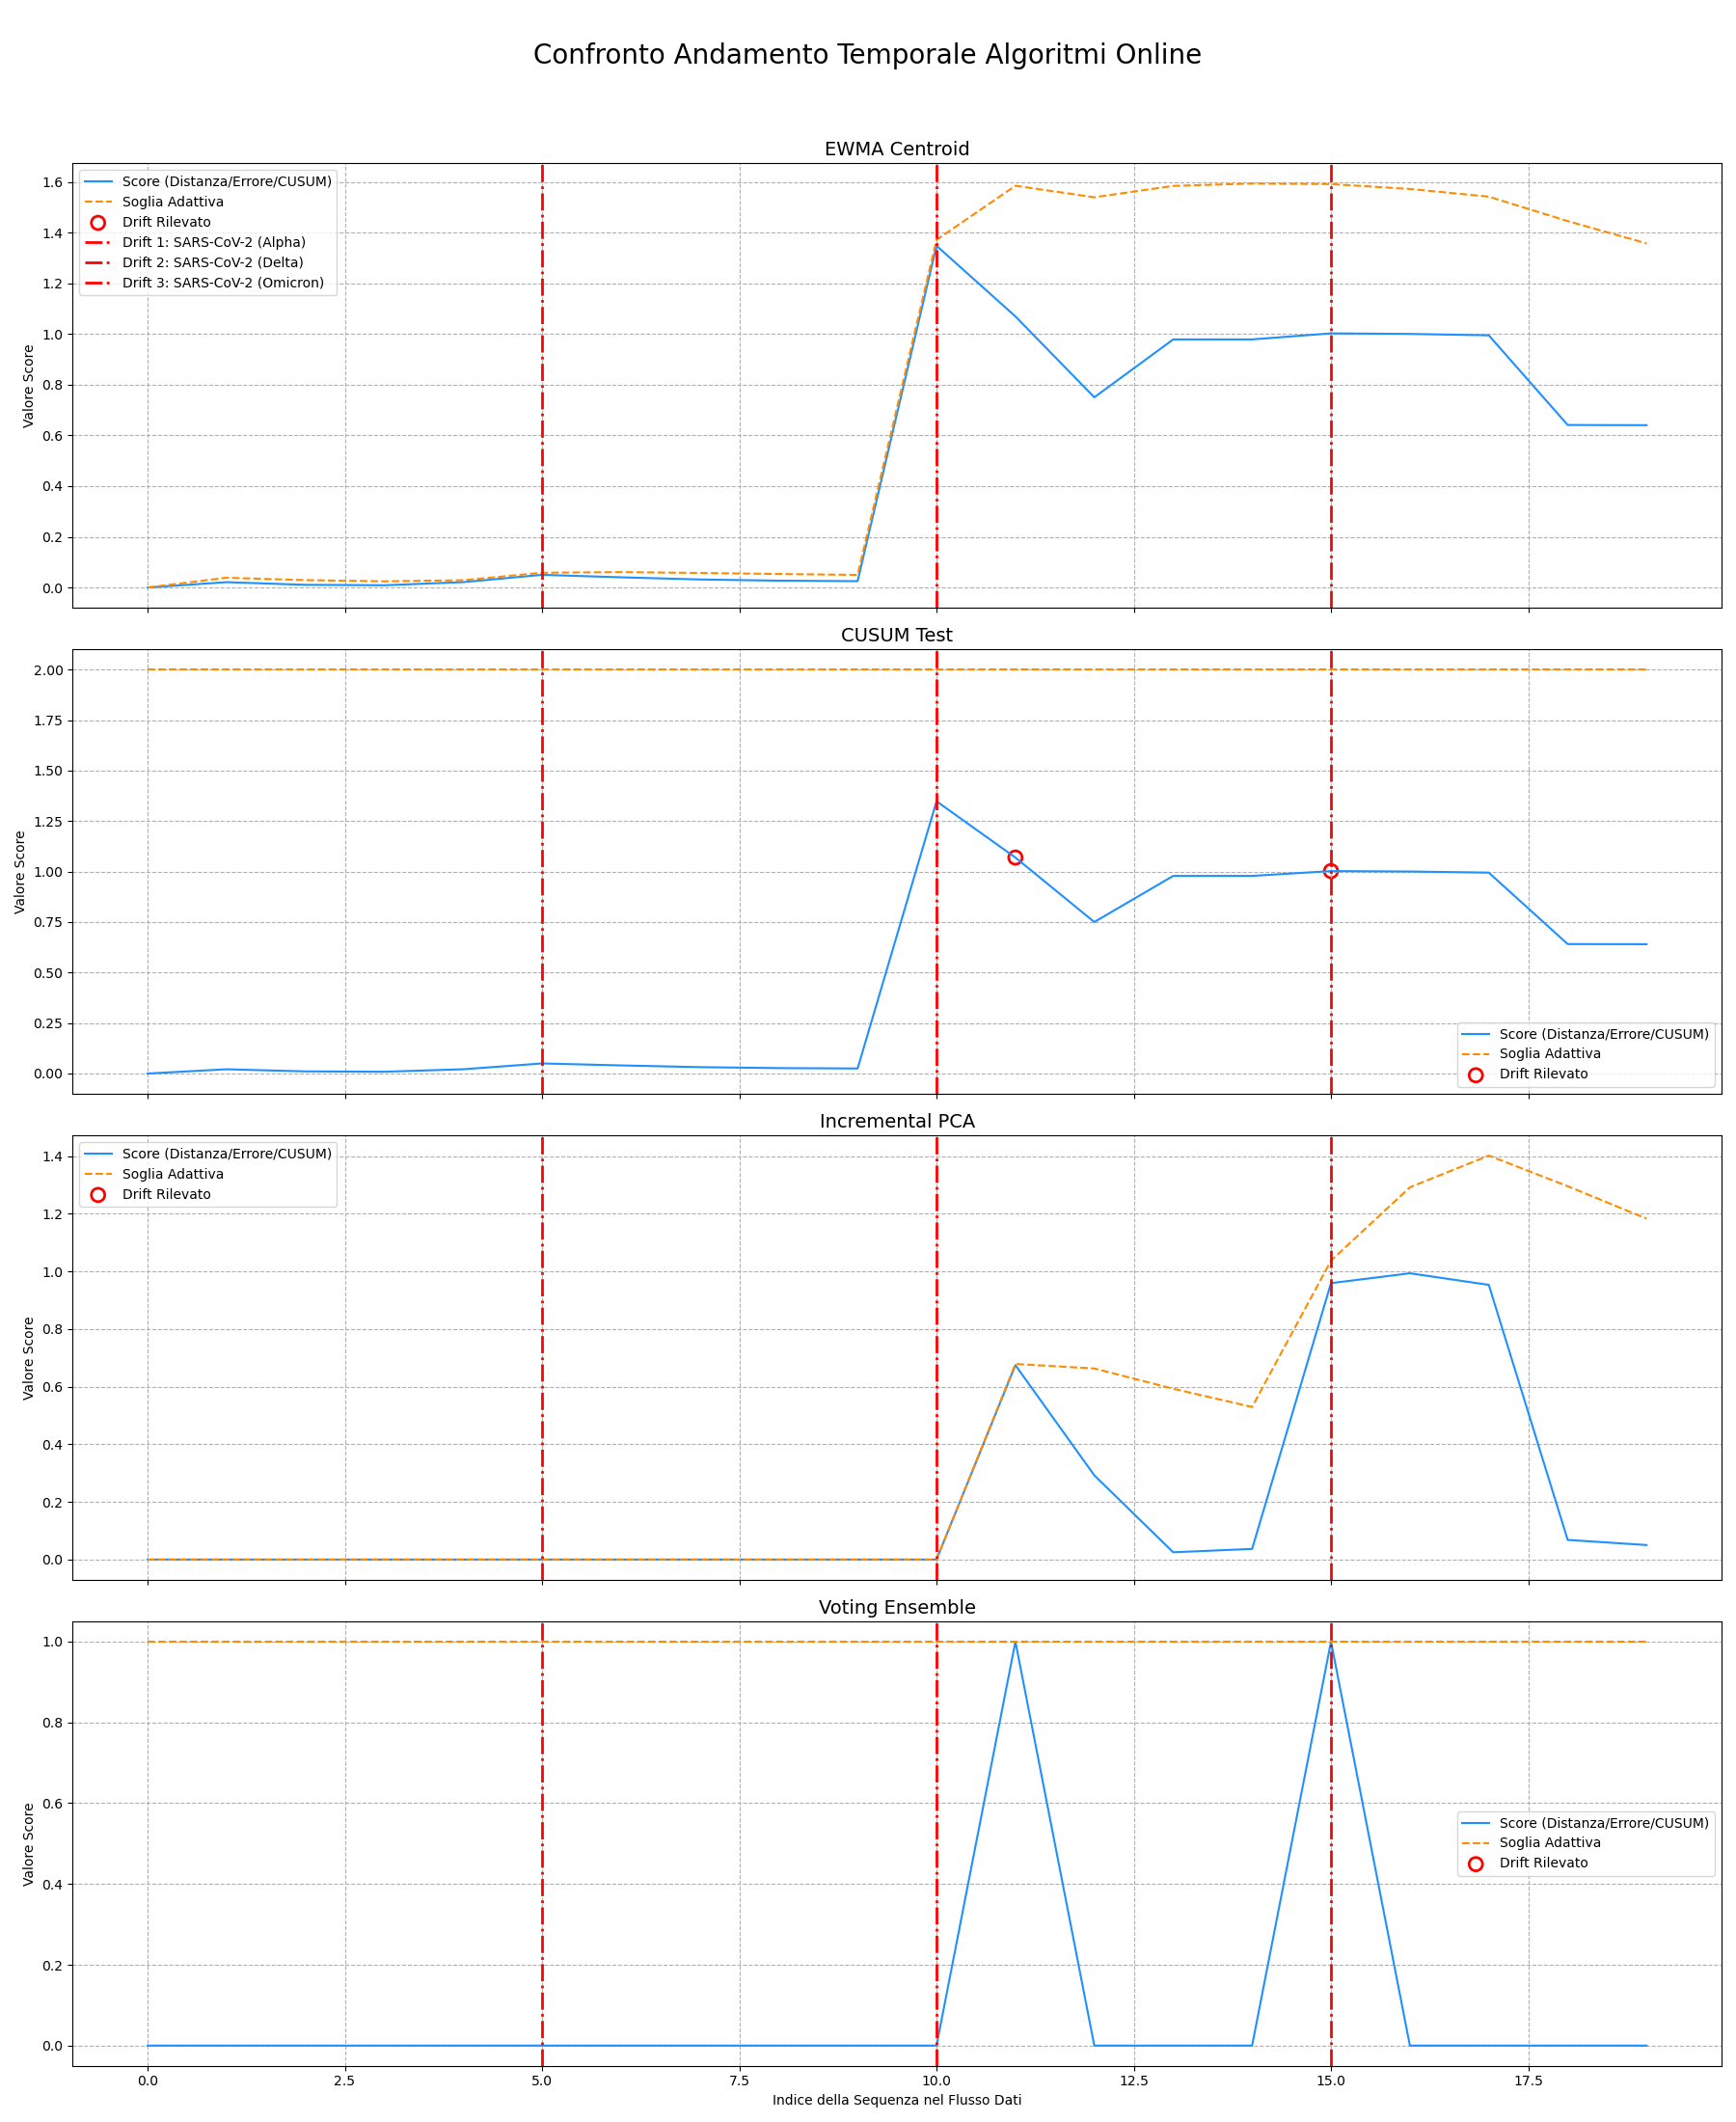 Confronto Andamento Temporale Algoritmi Online
EWMA Centroid
Valore Score
1.6
1.4
1.2
1.0
0.8
0.6
0.4
0.2
0.0
Score (Distanza/Errore/CUSUM)
Soglia Adattiva
Drift Rilevato
Drift 1: SARS-CoV-2 (Alpha)
Drift 2: SARS-CoV-2 (Delta)
Drift 3: SARS-CoV-2 (Omicron)
CUSUM Test
Valore Score
2.00
1.75
1.50
1.25
1.00
0.75
0.50
0.25
0.00
Score (Distanza/Errore/CUSUM)
Soglia Adattiva
Drift Rilevato
Incremental PCA
Valore Score
1.4
1.2
1.0
0.8
0.6
0.4
0.2
0.0
Score (Distanza/Errore/CUSUM)
Soglia Adattiva
Drift Rilevato
Voting Ensemble
Valore Score
1.0
0.8
0.6
0.4
0.2
0.0
Score (Distanza/Errore/CUSUM)
Soglia Adattiva
Drift Rilevato
0.0 2.5 5.0 7.5 10.0 12.5 15.0 17.5
Indice della Sequenza nel Flusso Dati